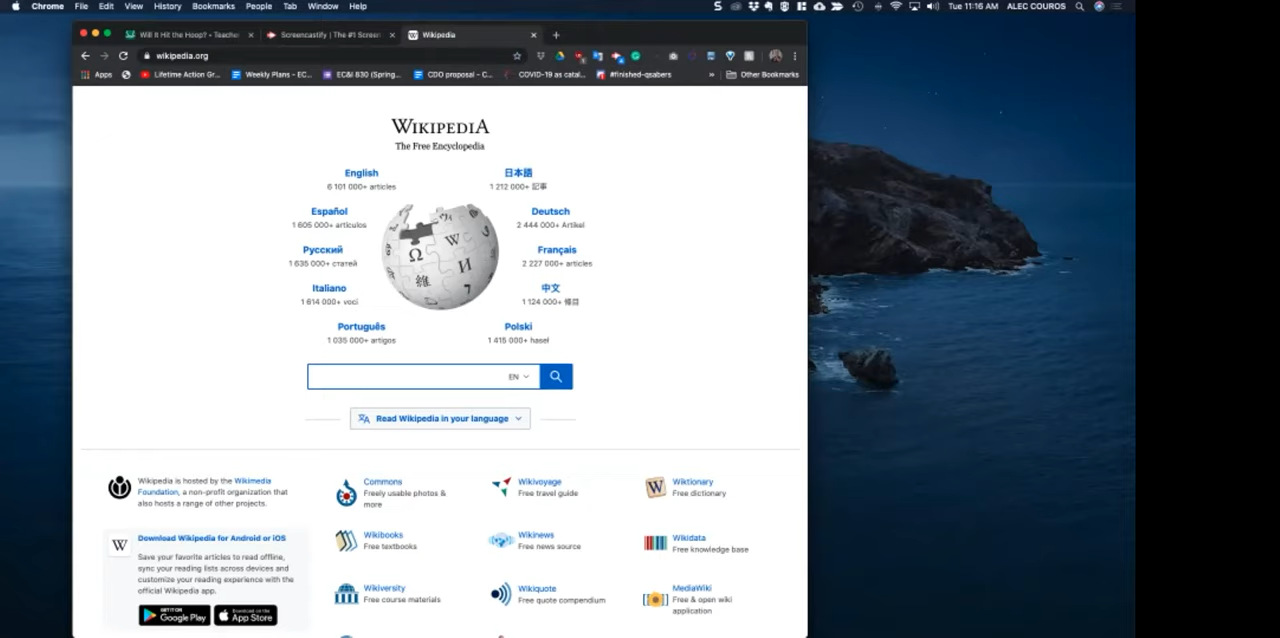 Chrome File Edit View History Bookmarks People Tab Window Help
Tue 11:16 AM ALEC COUROS
Will It Hit the Hoop? - Teacher
Screencastify | The #1 Screen
Wikipedia
wikipedia.org
Apps
Lifetime Action Gr...
Weekly Plans - EC...
EC&I 830 (Spring...
CDO proposal - C...
COVID-19 as catal...
#finished-qsabers
Other Bookmarks
WIKIPEDIA
The Free Encyclopedia
English
6 101 000+ articles
日本語
1 212 000+ 記事
Español
1 605 000+ artículos
Deutsch
2 444 000+ Artikel
Русский
1 635 000+ статей
Français
2 227 000+ articles
Italiano
1 614 000+ voci
中文
1 124 000+ 條目
Português
1 035 000+ artigos
Polski
1 415 000+ haseł
EN
Read Wikipedia in your language
Wikipedia is hosted by the Wikimedia
Foundation, a non-profit organization that
also hosts a range of other projects.
Download Wikipedia for Android or iOS
Save your favorite articles to read offline,
sync your reading lists across devices and
customize your reading experience with the
official Wikipedia app.
GET IT ON
Google Play
Download on the
App Store
Commons
Freely usable photos &
more
Wikivoyage
Free travel guide
Wiktionary
Free dictionary
Wikibooks
Free textbooks
Wikinews
Free news source
Wikidata
Free knowledge base
Wikiversity
Free course materials
Wikiquote
Free quote compendium
MediaWiki
Free & open wiki
application